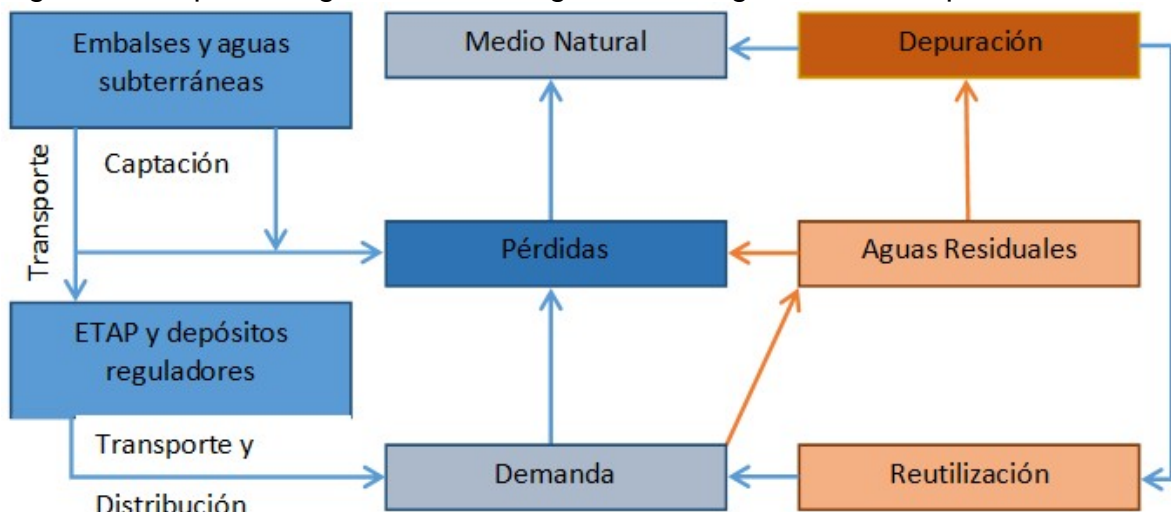 Embalses y aguas
subterráneas
Medio Natural
Depuración
Transporte
Captación
Pérdidas
Aguas Residuales
ETAP y depósitos
reguladores
Transporte y
Distribución
Demanda
Reutilización